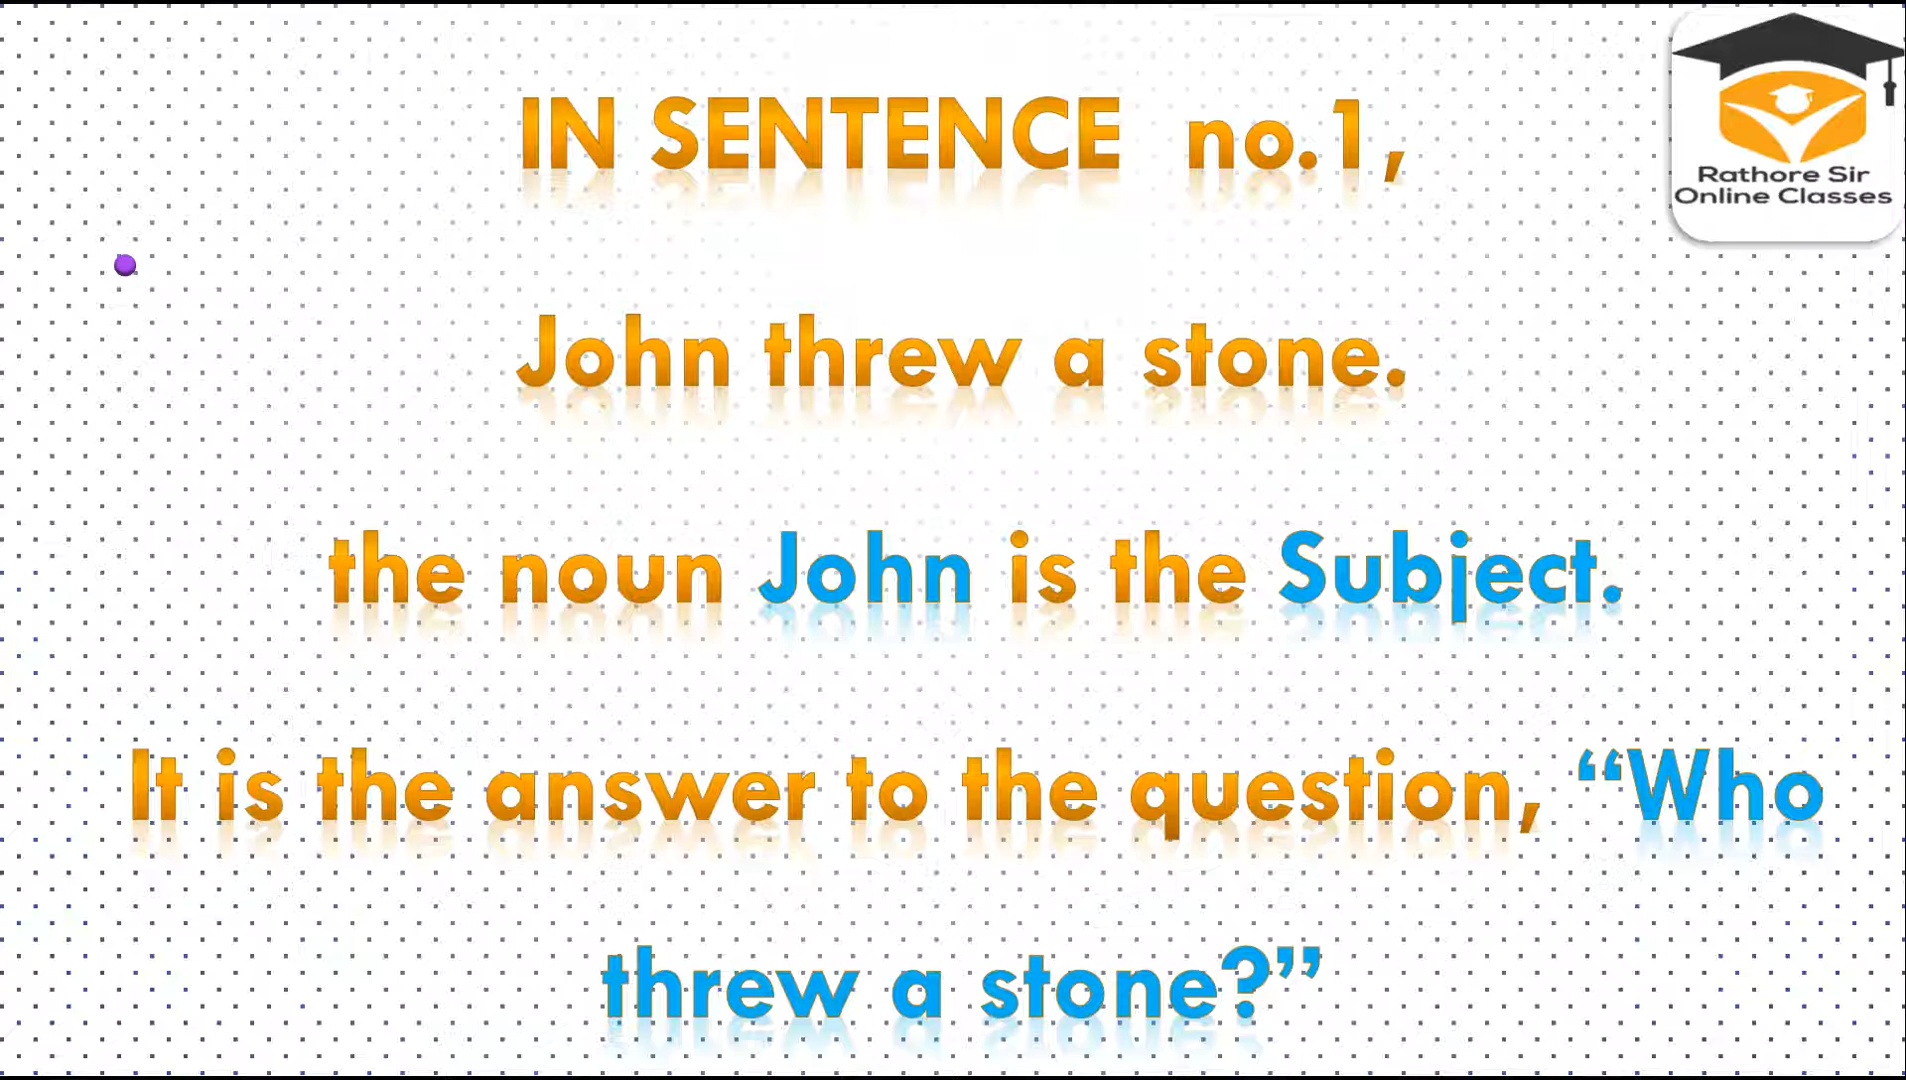 IN SENTENCE no.1,
Rathore Sir
Online Classes
John threw a stone.
the noun John is the Subject.
It is the answer to the question, “Who
threw a stone?”